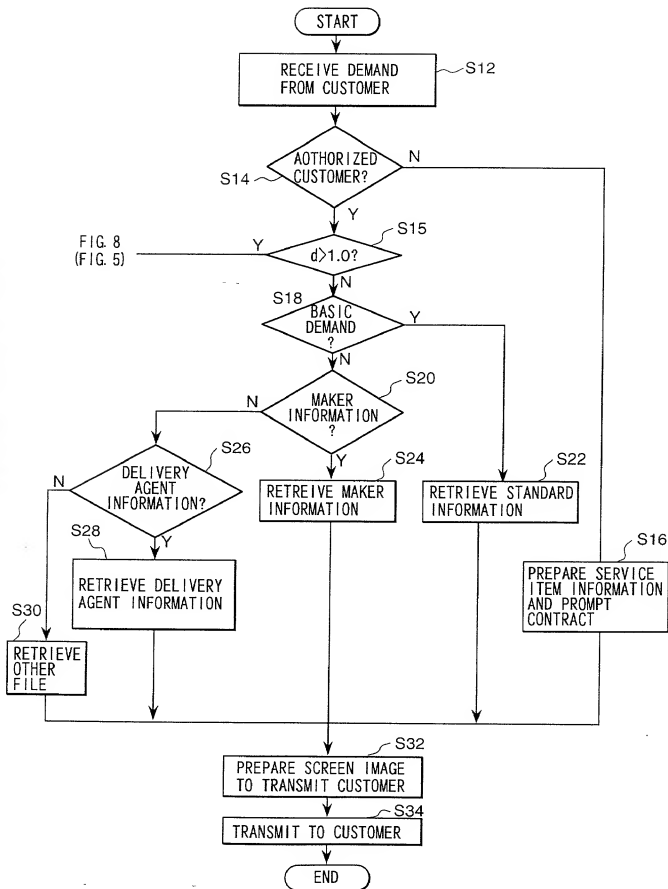 START
RECEIVE DEMAND
FROM CUSTOMER
S12
AOTHORIZED
CUSTOMER?
N
S14
Y
S15
FIG. 8
(FIG. 5)
Y
d>1.0?
N
S18
BASIC
DEMAND
?
Y
N
S20
N
MAKER
INFORMATION
?
Y
S26
N
DELIVERY
AGENT
INFORMATION?
Y
S24
RETREIVE MAKER
INFORMATION
S22
RETRIEVE STANDARD
INFORMATION
S28
RETRIEVE DELIVERY
AGENT INFORMATION
S16
PREPARE SERVICE
ITEM INFORMATION
AND PROMPT
CONTRACT
S30
RETRIEVE
OTHER
FILE
S32
PREPARE SCREEN IMAGE
TO TRANSMIT CUSTOMER
S34
TRANSMIT TO CUSTOMER
END